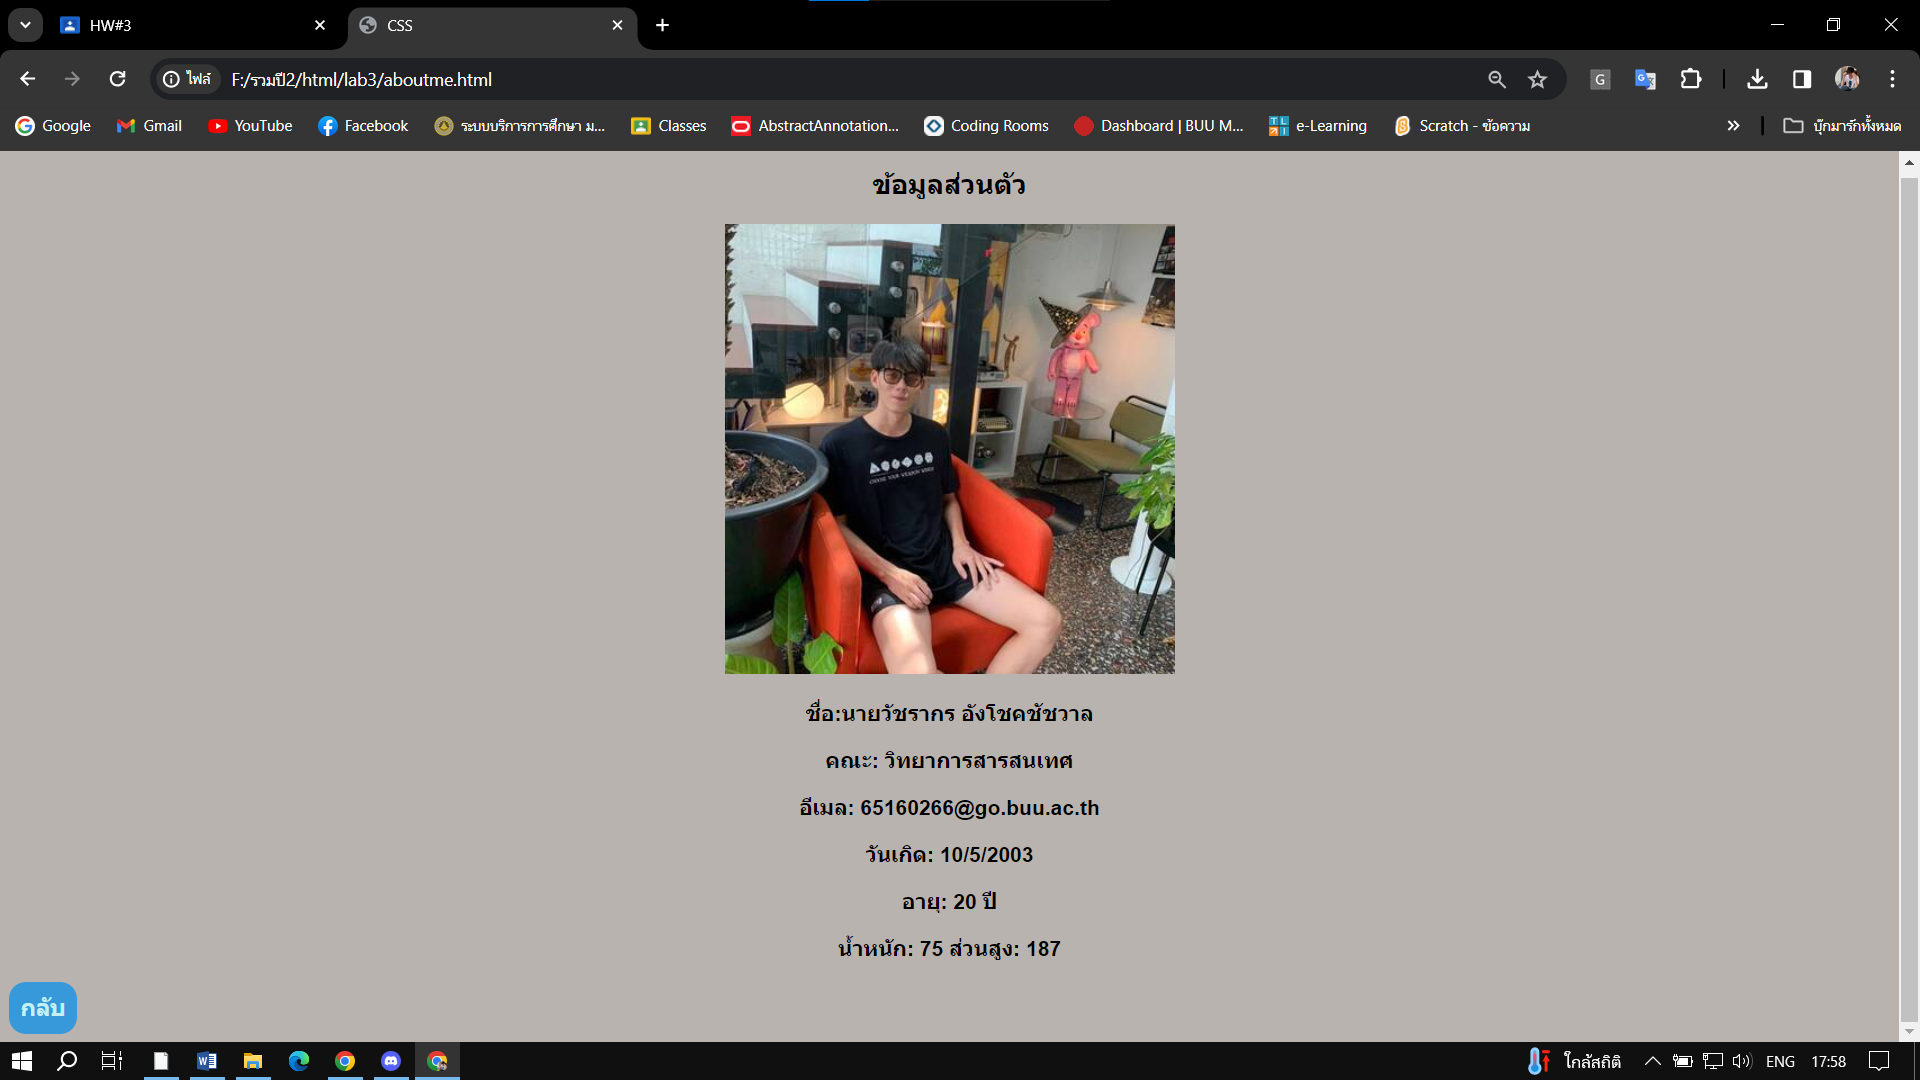 HW#3
CSS
ไฟล์ F:/รวมปี2/html/lab3/aboutme.html
Google Gmail YouTube Facebook ระบบบริการการศึกษา ม... Classes AbstractAnnotation... Coding Rooms Dashboard | BUU M... e-Learning Scratch - ข้อความ บุ๊กมาร์กทั้งหมด
ข้อมูลส่วนตัว
ชื่อ:นายวัชรากร อังโชคชัชวาล
คณะ: วิทยาการสารสนเทศ
อีเมล: 65160266@go.buu.ac.th
วันเกิด: 10/5/2003
อายุ: 20 ปี
น้ำหนัก: 75 ส่วนสูง: 187
กลับ
ใกล้สถิติ ENG 17:58